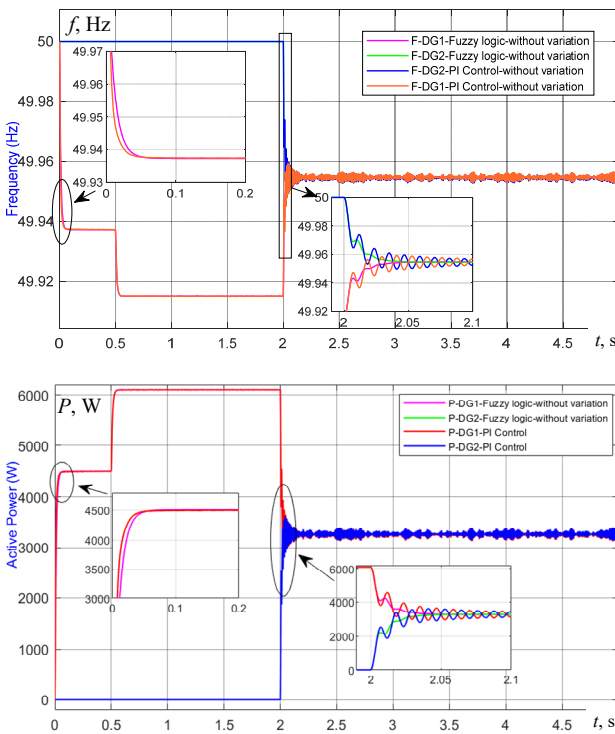 f, Hz
50
49.98
49.96
49.94
49.92
Frequency (Hz)
F-DG1-Fuzzy logic-without variation
F-DG2-Fuzzy logic-without variation
F-DG2-PI Control-without variation
F-DG1-PI Control-without variation
49.97
49.96
49.95
49.94
49.93
0 0.1 0.2
50
49.98
49.96
49.94
49.92
2 2.05 2.1
0 0.5 1 1.5 2 2.5 3 3.5 4 4.5
t, s
P, W
6000
5000
4000
3000
2000
1000
0
Active Power (W)
P-DG1-Fuzzy logic-without variation
P-DG2-Fuzzy logic-without variation
P-DG1-PI Control
P-DG2-PI Control
4500
4000
3500
3000
0 0.1 0.2
6000
4000
2000
0
2 2.05 2.1
0 0.5 1 1.5 2 2.5 3 3.5 4 4.5
t, s